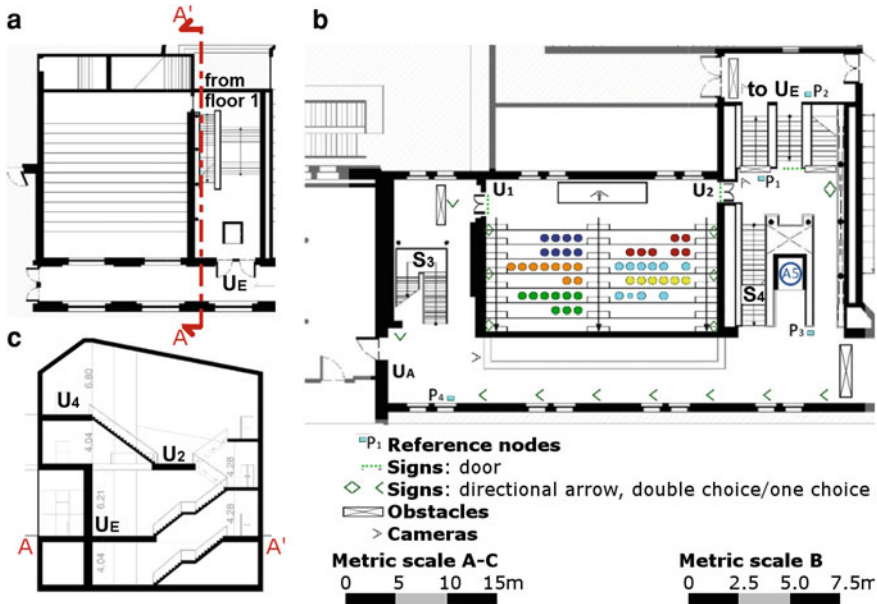 a
A'
from
floor 1
UE
A
b
to UE
P2
P1
U1
U2
S3
S4
A5
P3
UA
P4
c
6.80
U4
4.04
U2
4.28
6.21
UE
4.28
A
A'
4.04
P1 Reference nodes
Signs: door
Signs: directional arrow, double choice/one choice
Obstacles
Cameras
Metric scale A-C
0 5 10 15m
Metric scale B
0 2.5 5.0 7.5m